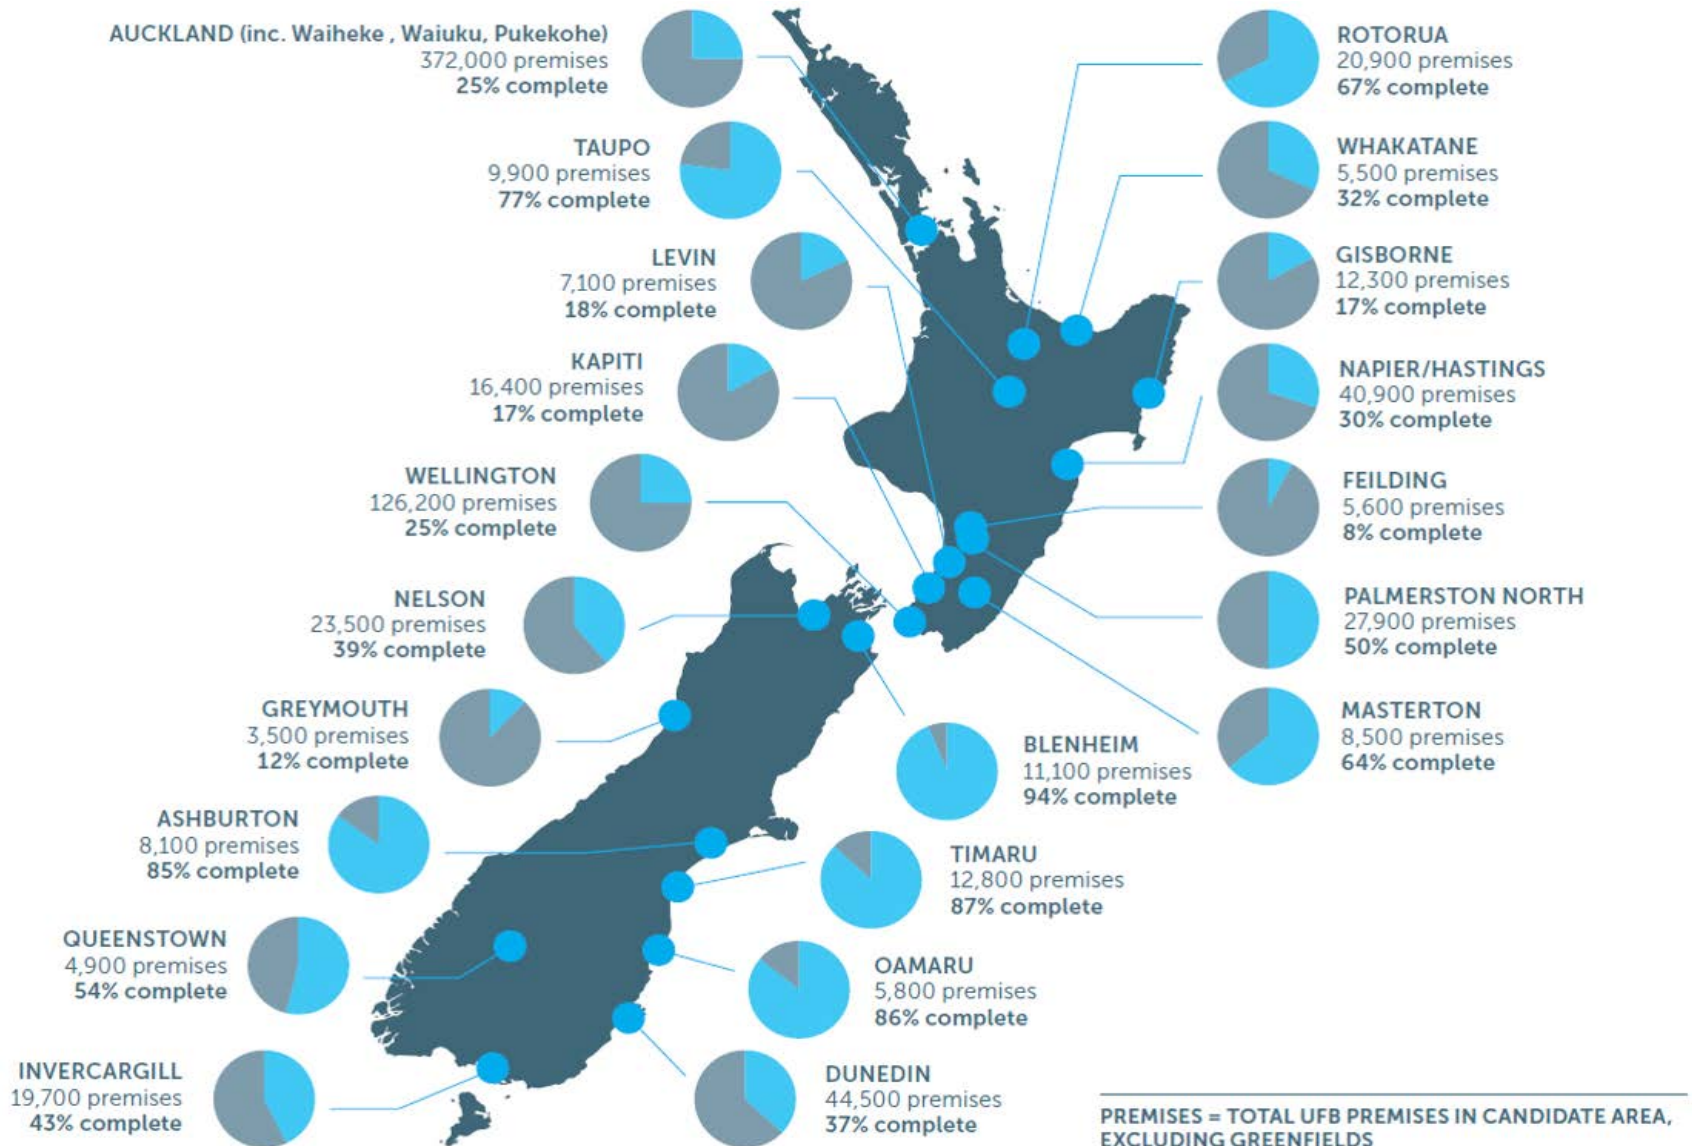 AUCKLAND (inc. Waiheke , Waiuku, Pukekohe)
372,000 premises
25% complete
TAUPO
9,900 premises
77% complete
LEVIN
7,100 premises
18% complete
KAPITI
16,400 premises
17% complete
WELLINGTON
126,200 premises
25% complete
NELSON
23,500 premises
39% complete
GREYMOUTH
3,500 premises
12% complete
ASHBURTON
8,100 premises
85% complete
QUEENSTOWN
4,900 premises
54% complete
INVERCARGILL
19,700 premises
43% complete
ROTORUA
20,900 premises
67% complete
WHAKATANE
5,500 premises
32% complete
GISBORNE
12,300 premises
17% complete
NAPIER/HASTINGS
40,900 premises
30% complete
FEILDING
5,600 premises
8% complete
PALMERSTON NORTH
27,900 premises
50% complete
MASTERTON
8,500 premises
64% complete
BLENHEIM
11,100 premises
94% complete
TIMARU
12,800 premises
87% complete
OAMARU
5,800 premises
86% complete
DUNEDIN
44,500 premises
37% complete
PREMISES = TOTAL UFB PREMISES IN CANDIDATE AREA,
EXCLUDING GREENFIELDS